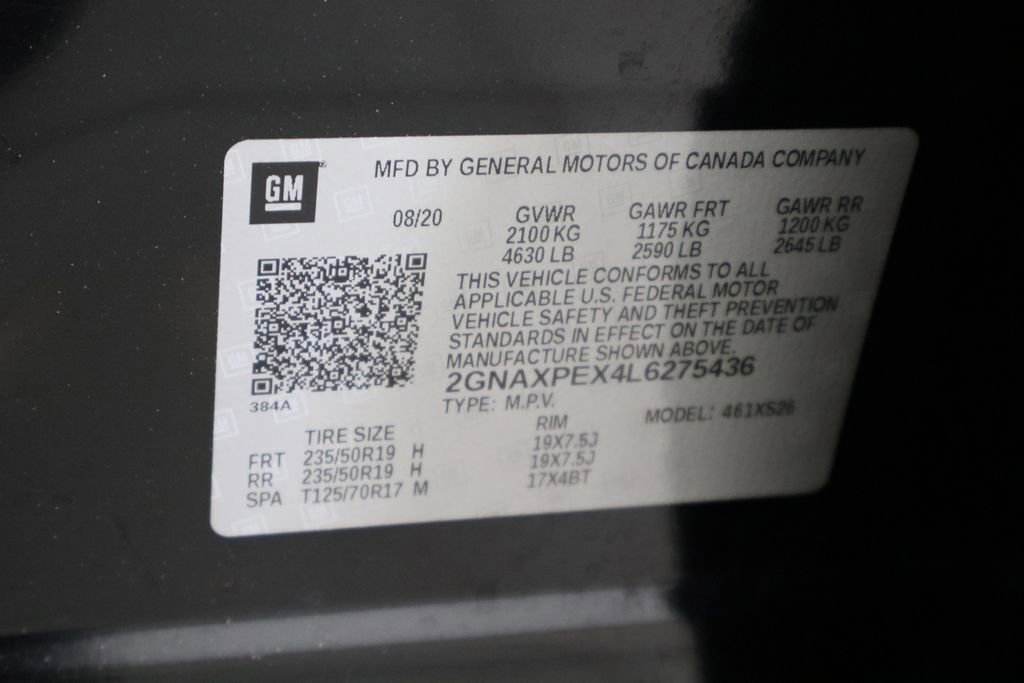 GM
MFD BY GENERAL MOTORS OF CANADA COMPANY
08/20 GVWR GAWR FRT GAWR RR
2100 KG 1175 KG 1200 KG
4630 LB 2590 LB 2645 LB
THIS VEHICLE CONFORMS TO ALL
APPLICABLE U.S. FEDERAL MOTOR
VEHICLE SAFETY AND THEFT PREVENTION
STANDARDS IN EFFECT ON THE DATE OF
MANUFACTURE SHOWN ABOVE.
2GNAXPEX4L6275436
384A
TYPE: M.P.V. MODEL: 461XS26
TIRE SIZE RIM
FRT 235/50R19 H 19X7.5J
RR 235/50R19 H 19X7.5J
SPA T125/70R17 M 17X4BT